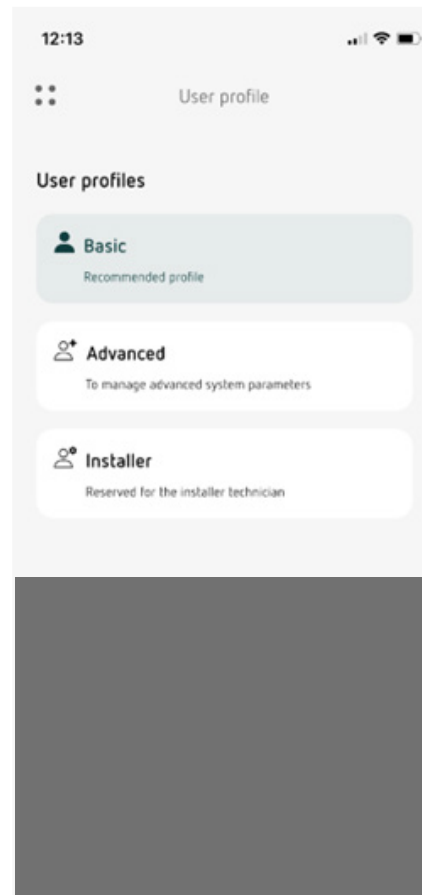 12:13
User profile
User profiles
Basic
Recommended profile
Advanced
To manage advanced system parameters
Installer
Reserved for the installer technician